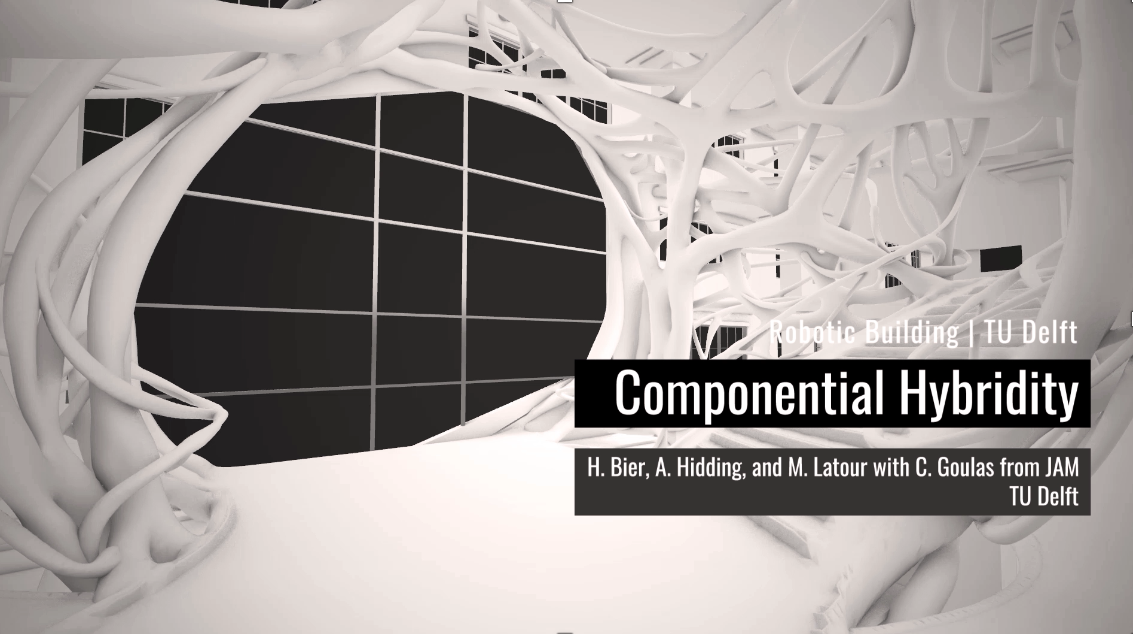 Robotic Building | TU Delft
Componential Hybridity
H. Bier, A. Hidding, and M. Latour with C. Goulas from JAM
TU Delft